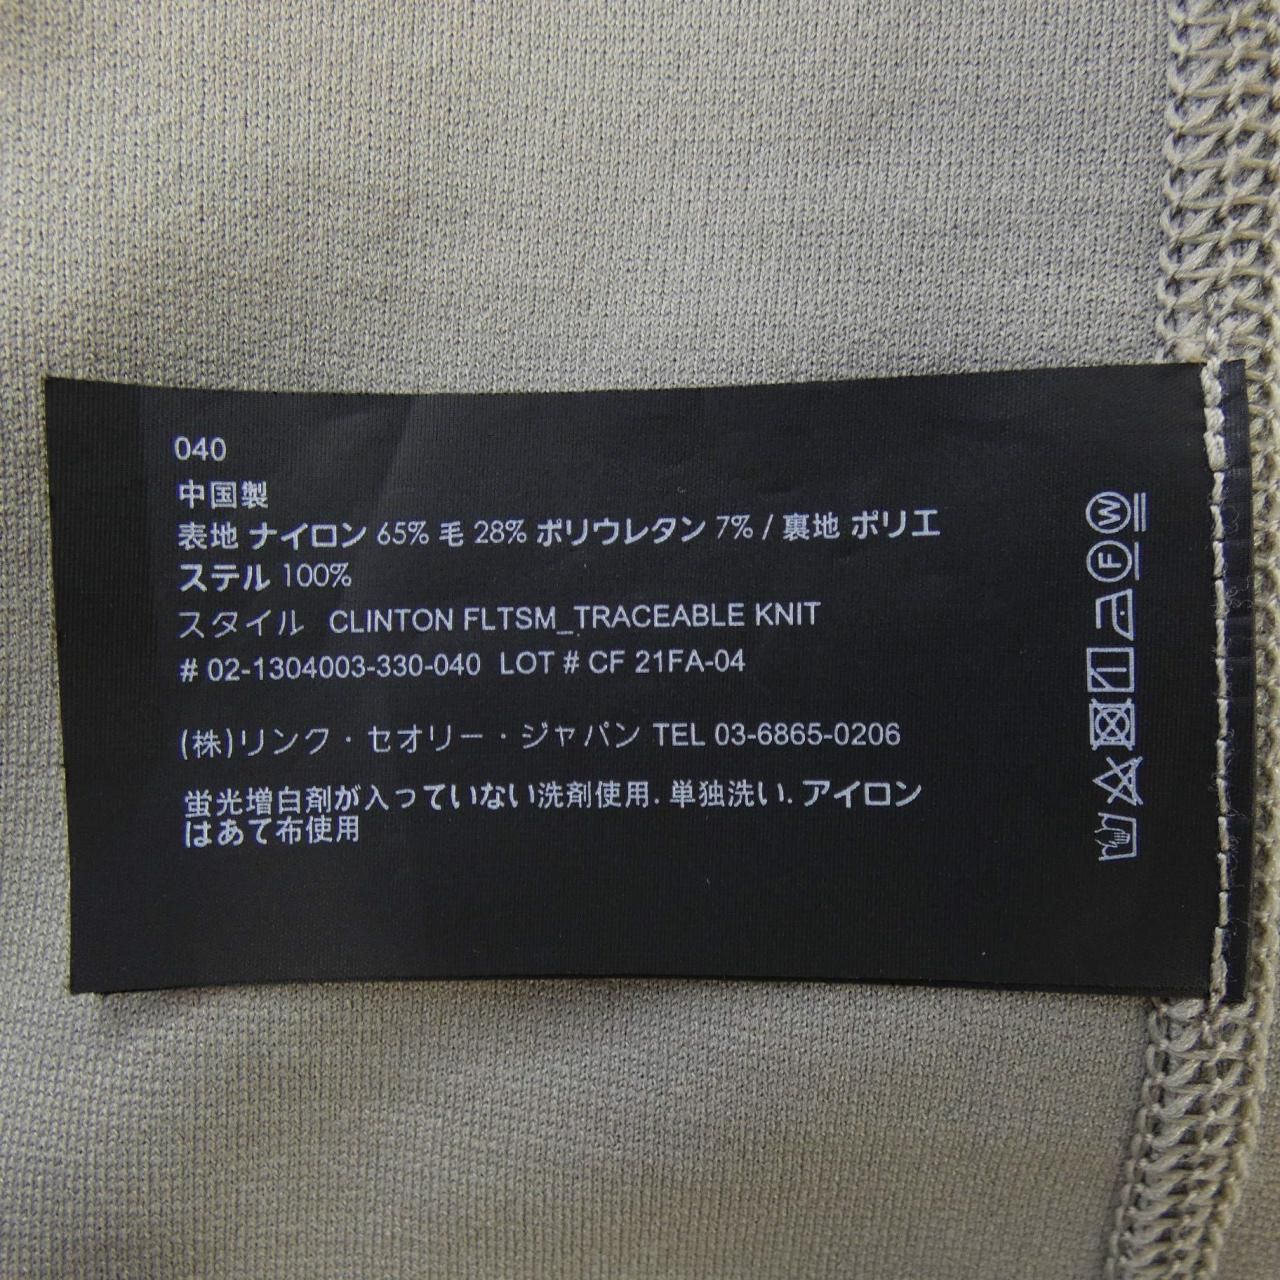 040
中国製
表地 ナイロン 65% 毛 28% ポリウレタン 7% / 裏地 ポリエ
ステル 100%
スタイル CLINTON FLTSM_TRACEABLE KNIT
# 02-1304003-330-040 LOT # CF 21FA-04
(株)リンク・セオリー・ジャパン TEL 03-6865-0206
蛍光増白剤が入っていない洗剤使用. 単独洗い. アイロン
はあて布使用
W
F